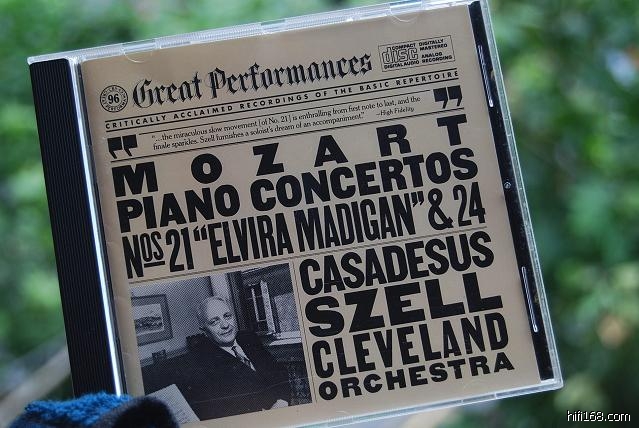 96
Great Performances
COMPACT disc DIGITAL AUDIO
DIGITALLY MASTERED
ANALOG RECORDING
CRITICALLY ACCLAIMED RECORDINGS OF THE BASIC REPERTOIRE
"...the miraculous slow movement [of No. 21] is enthralling from first note to last, and the
finale sparkles. Szell furnishes a soloist's dream of an accompaniment."
—High Fidelity
"MOZART"
PIANO CONCERTOS
NOS 21 "ELVIRA MADIGAN" & 24
CASADESUS
SZELL
CLEVELAND
ORCHESTRA
hifi168.com